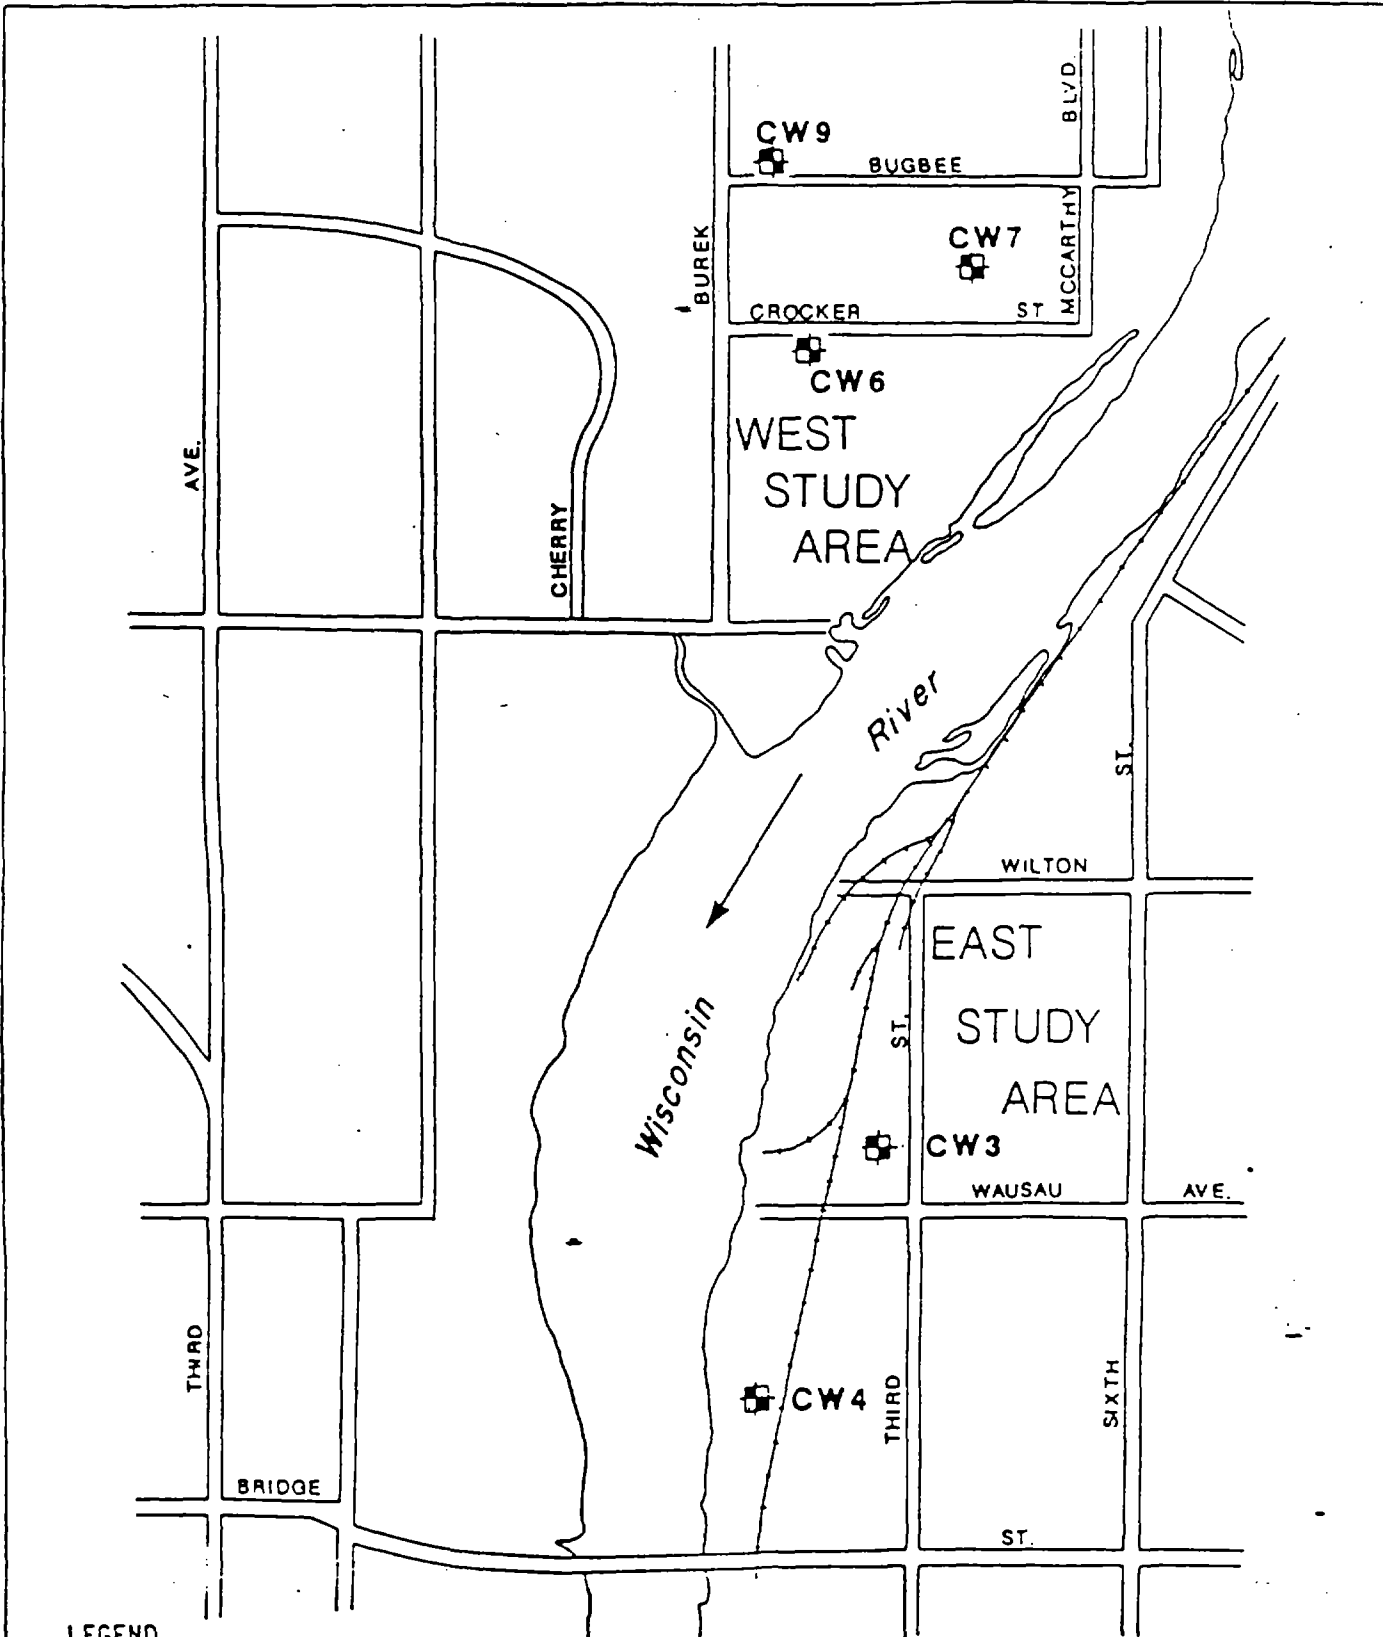 BLVD.
CW9
BUGBEE
CW7
MCCARTHY
BUREK
CROCKER ST
CW6
WEST
STUDY
AREA
AVE.
CHERRY
River
ST.
WILTON
EAST
STUDY
AREA
ST.
Wisconsin
CW3
WAUSAU AVE.
THIRD
CW4
THIRD
SIXTH
BRIDGE
ST.
LEGEND